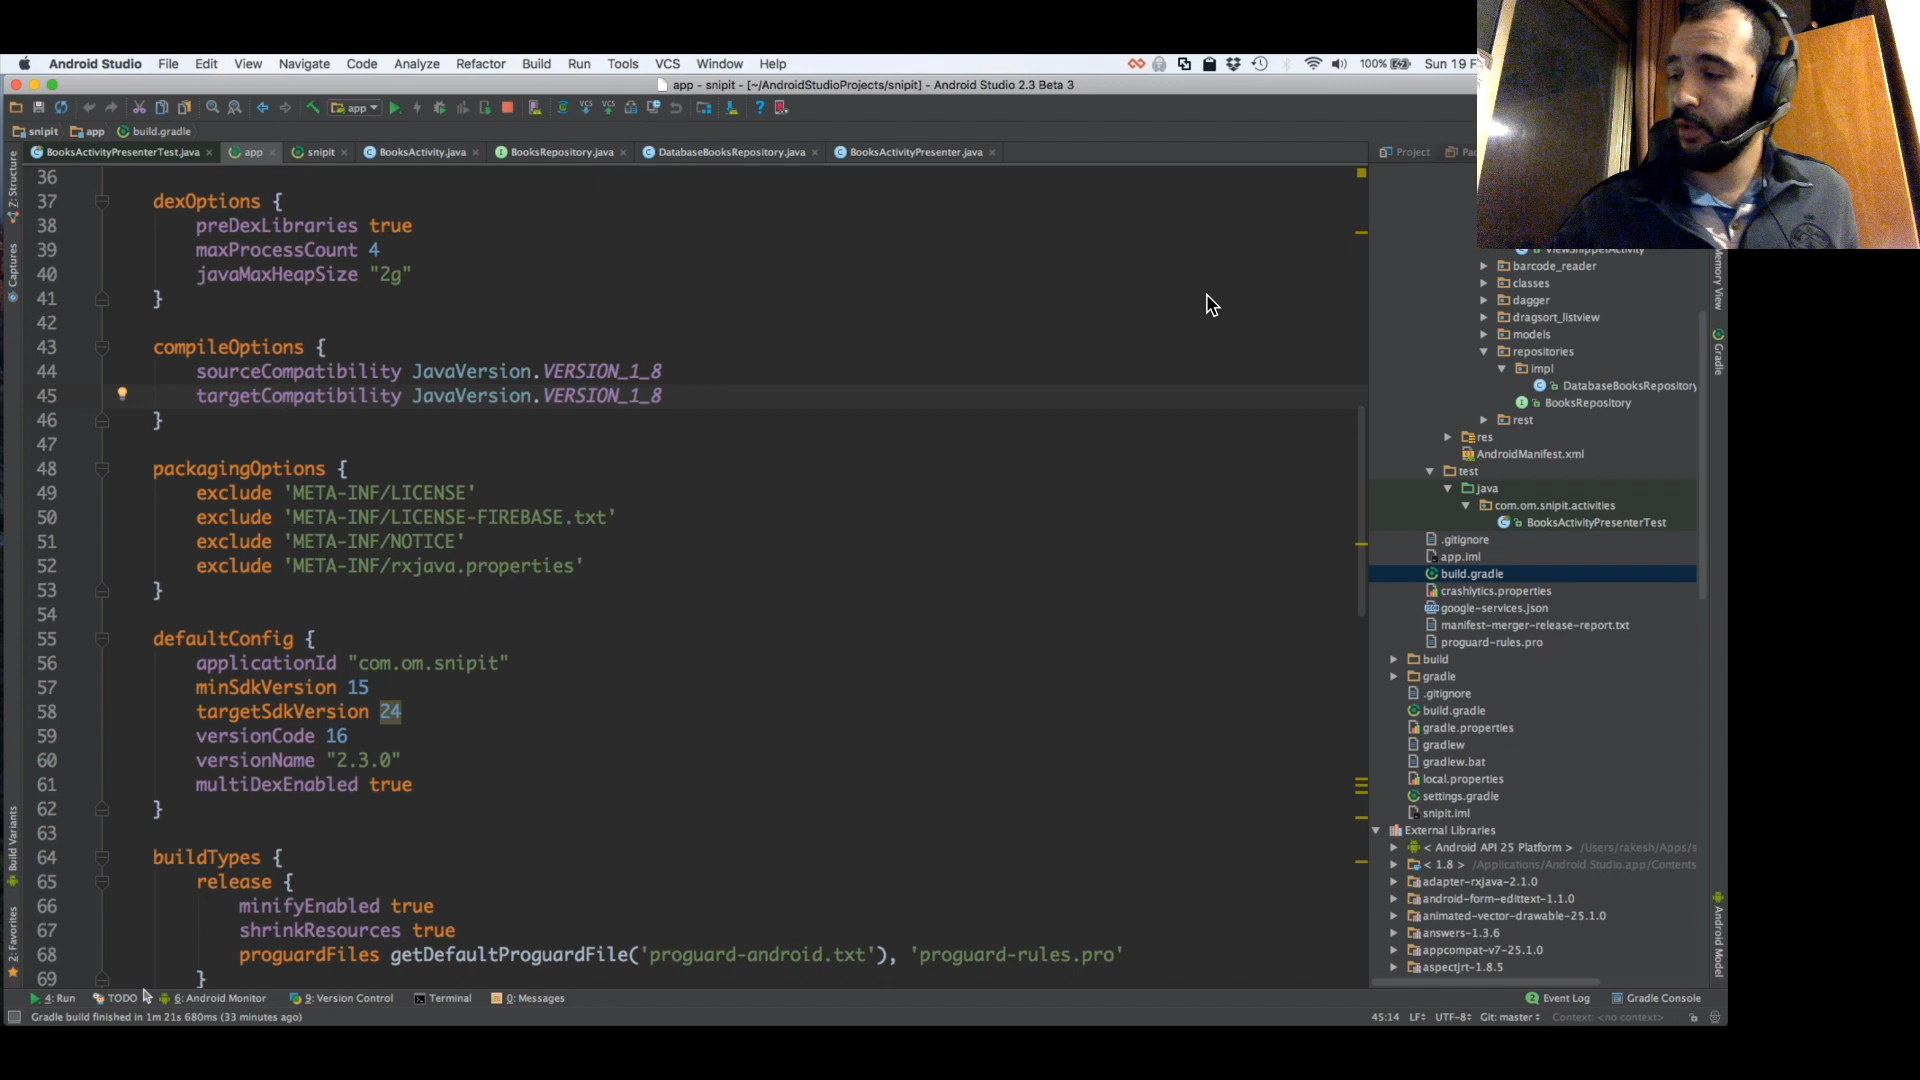 Android Studio File Edit View Navigate Code Analyze Refactor Build Run Tools VCS Window Help 100% Sun 19 F
app - snipit - [~/AndroidStudioProjects/snipit] - Android Studio 2.3 Beta 3
app
snipit app build.gradle
BooksActivityPresenterTest.java app snipit BooksActivity.java BooksRepository.java DatabaseBooksRepository.java BooksActivityPresenter.java Project
36
37 dexOptions {
38 preDexLibraries true
39 maxProcessCount 4
40 javaMaxHeapSize "2g"
41 }
42
43 compileOptions {
44 sourceCompatibility JavaVersion.VERSION_1_8
45 targetCompatibility JavaVersion.VERSION_1_8
46 }
47
48 packagingOptions {
49 exclude 'META-INF/LICENSE'
50 exclude 'META-INF/LICENSE-FIREBASE.txt'
51 exclude 'META-INF/NOTICE'
52 exclude 'META-INF/rxjava.properties'
53 }
54
55 defaultConfig {
56 applicationId "com.om.snipit"
57 minSdkVersion 15
58 targetSdkVersion 24
59 versionCode 16
60 versionName "2.3.0"
61 multiDexEnabled true
62 }
63
64 buildTypes {
65 release {
66 minifyEnabled true
67 shrinkResources true
68 proguardFiles getDefaultProguardFile('proguard-android.txt'), 'proguard-rules.pro'
69 }
Z: Structure
Captures
Build Variants
2: Favorites
ViewSnippetActivity
barcode_reader
classes
dagger
dragsort_listview
models
repositories
impl
DatabaseBooksRepository
BooksRepository
rest
res
AndroidManifest.xml
test
java
com.om.snipit.activities
BooksActivityPresenterTest
.gitignore
app.iml
build.gradle
crashlytics.properties
google-services.json
manifest-merger-release-report.txt
proguard-rules.pro
build
gradle
.gitignore
build.gradle
gradle.properties
gradlew
gradlew.bat
local.properties
settings.gradle
snipit.iml
External Libraries
< Android API 25 Platform > /Users/rakesh/Apps/s
< 1.8 > /Applications/Android Studio.app/Contents
adapter-rxjava-2.1.0
android-form-edittext-1.1.0
animated-vector-drawable-25.1.0
answers-1.3.6
appcompat-v7-25.1.0
aspectjrt-1.8.5
Memory View
Gradle
Android Model
4: Run TODO 6: Android Monitor 9: Version Control Terminal 0: Messages 2 Event Log Gradle Console
Gradle build finished in 1m 21s 680ms (33 minutes ago) 45:14 LF UTF-8 Git: master Context: <no context>